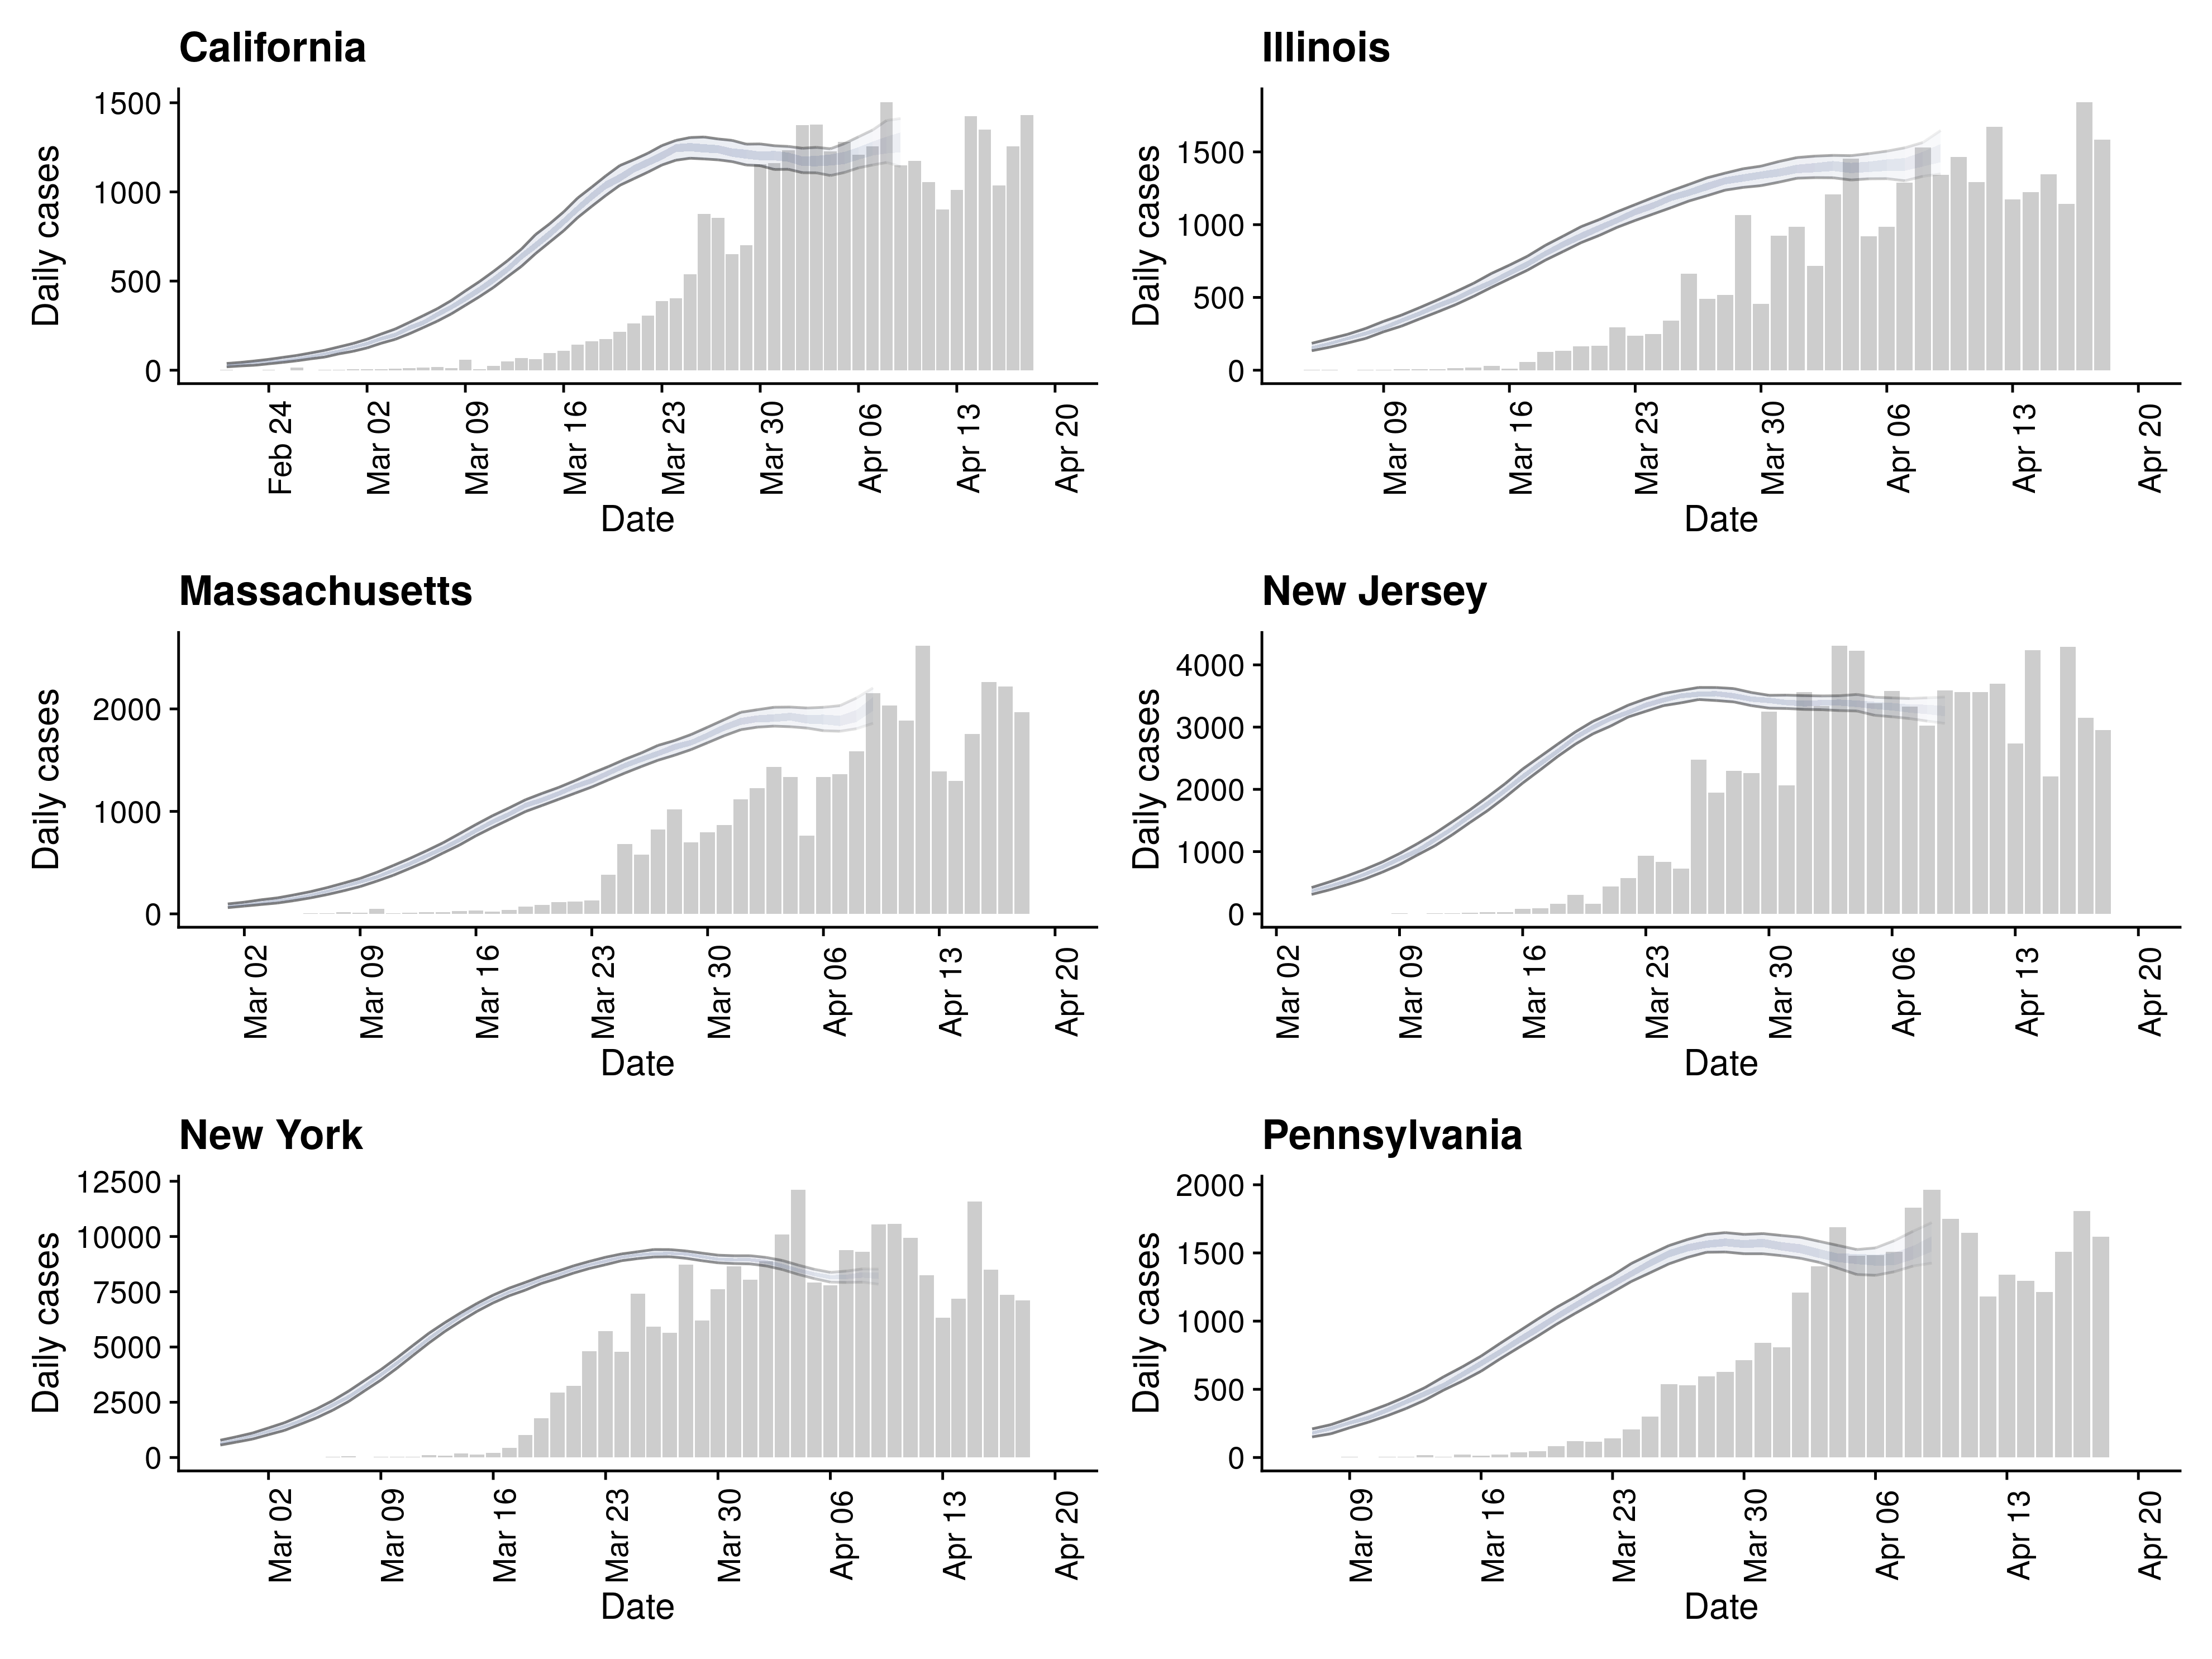 California
Daily cases
1500
1000
500
0
Feb 24
Mar 02
Mar 09
Mar 16
Mar 23
Mar 30
Apr 06
Apr 13
Apr 20
Date
Illinois
Daily cases
1500
1000
500
0
Mar 09
Mar 16
Mar 23
Mar 30
Apr 06
Apr 13
Apr 20
Date
Massachusetts
Daily cases
2000
1000
0
Mar 02
Mar 09
Mar 16
Mar 23
Mar 30
Apr 06
Apr 13
Apr 20
Date
New Jersey
Daily cases
4000
3000
2000
1000
0
Mar 02
Mar 09
Mar 16
Mar 23
Mar 30
Apr 06
Apr 13
Apr 20
Date
New York
Daily cases
12500
10000
7500
5000
2500
0
Mar 02
Mar 09
Mar 16
Mar 23
Mar 30
Apr 06
Apr 13
Apr 20
Date
Pennsylvania
Daily cases
2000
1500
1000
500
0
Mar 09
Mar 16
Mar 23
Mar 30
Apr 06
Apr 13
Apr 20
Date